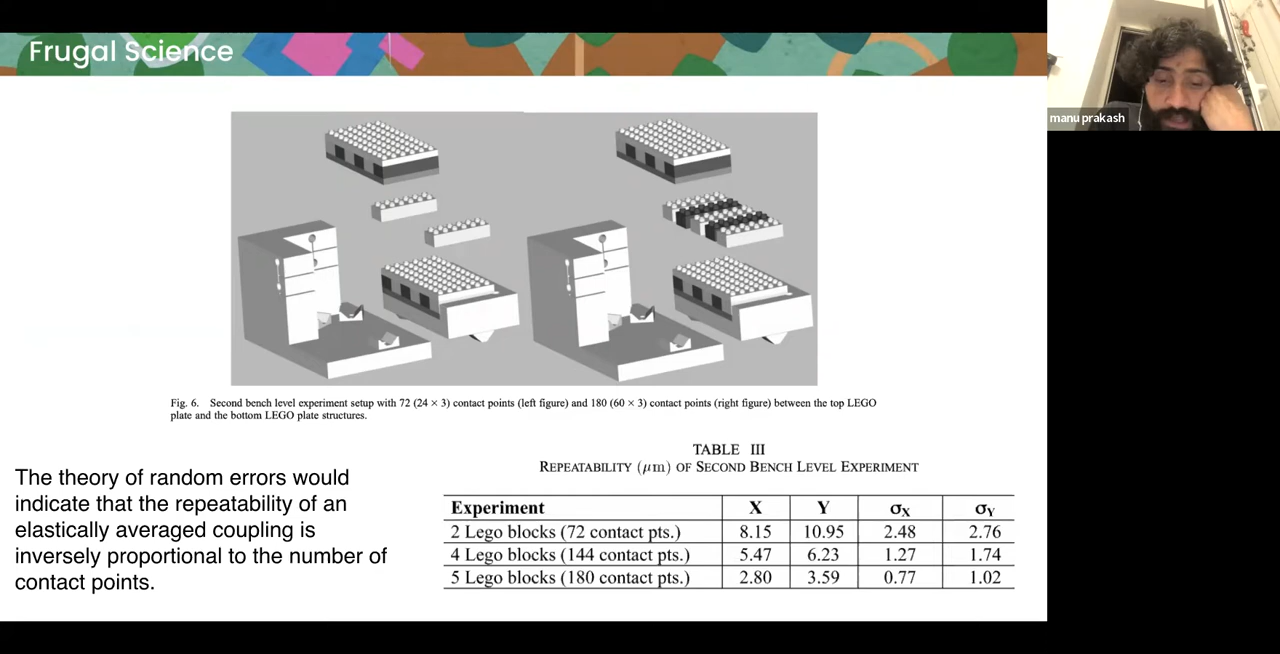 Frugal Science
manu prakash
Fig. 6. Second bench level experiment setup with 72 (24 × 3) contact points (left figure) and 180 (60 × 3) contact points (right figure) between the top LEGO
plate and the bottom LEGO plate structures.
The theory of random errors would
indicate that the repeatability of an
elastically averaged coupling is
inversely proportional to the number of
contact points.
TABLE III
REPEATABILITY (μm) OF SECOND BENCH LEVEL EXPERIMENT
Experiment X Y σX σY
2 Lego blocks (72 contact pts.) 8.15 10.95 2.48 2.76
4 Lego blocks (144 contact pts.) 5.47 6.23 1.27 1.74
5 Lego blocks (180 contact pts.) 2.80 3.59 0.77 1.02